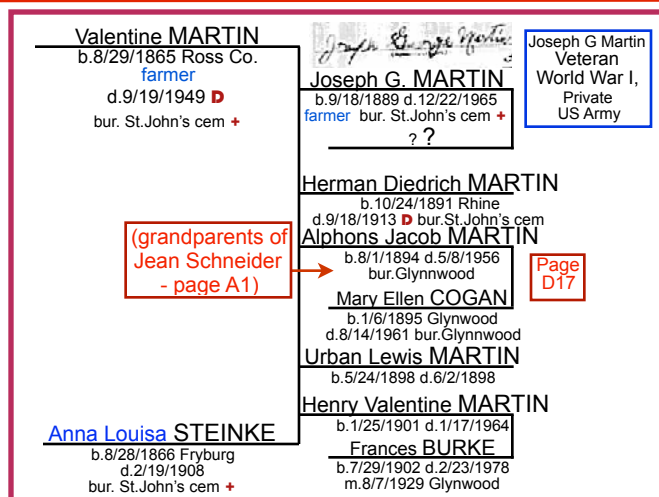 Valentine MARTIN
b.8/29/1865 Ross Co.
farmer
d.9/19/1949 D
bur. St.John's cem +
Joseph George Martin
Joseph G. MARTIN
b.9/18/1889 d.12/22/1965
farmer bur. St.John's cem +
? ?
Joseph G Martin
Veteran
World War I,
Private
US Army
Herman Diedrich MARTIN
b.10/24/1891 Rhine
d.9/18/1913 D bur.St.John's cem
(grandparents of
Jean Schneider
- page A1)
Alphons Jacob MARTIN
b.8/1/1894 d.5/8/1956
bur.Glynnwood
Page
D17
Mary Ellen COGAN
b.1/6/1895 Glynwood
d.8/14/1961 bur.Glynnwood
Urban Lewis MARTIN
b.5/24/1898 d.6/2/1898
Henry Valentine MARTIN
b.1/25/1901 d.1/17/1964
Frances BURKE
b.7/29/1902 d.2/23/1978
m.8/7/1929 Glynwood
Anna Louisa STEINKE
b.8/28/1866 Fryburg
d.2/19/1908
bur. St.John's cem +